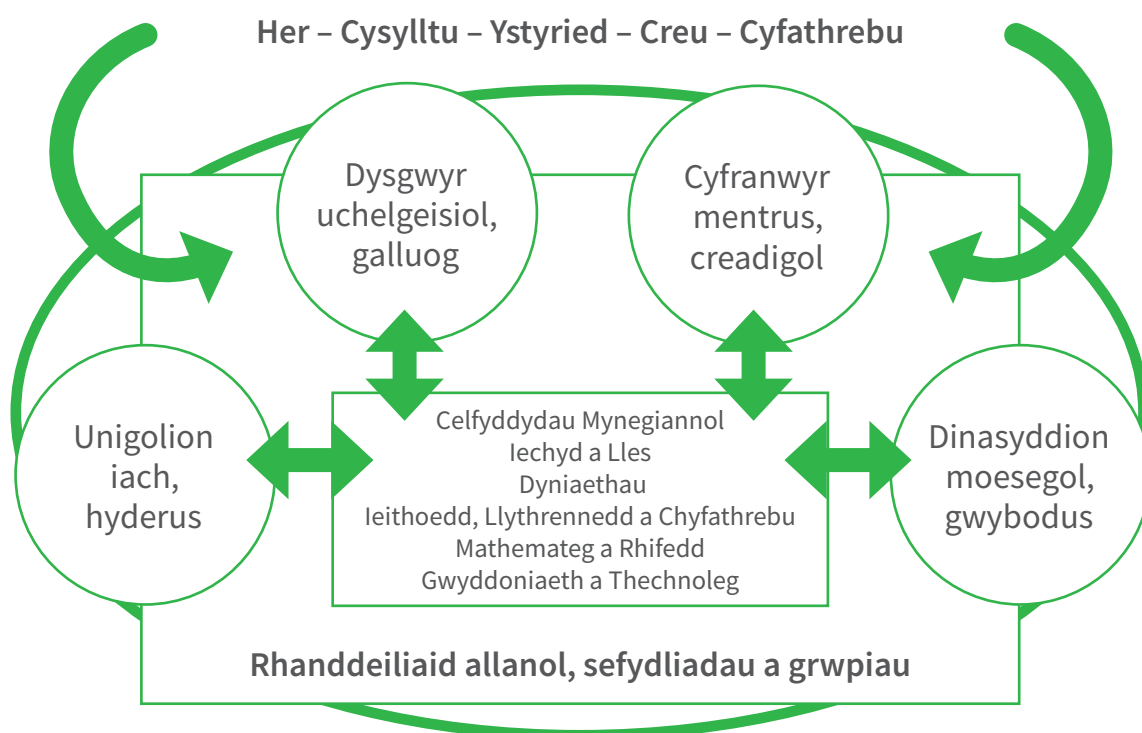 Her – Cysylltu – Ystyried – Creu – Cyfathrebu
Dysgwyr
uchelgeisiol,
galluog
Cyfranwyr
mentrus,
creadigol
Unigolion
iach,
hyderus
Celfyddydau Mynegiannol
Iechyd a Lles
Dyniaethau
Ieithoedd, Llythrennedd a Chyfathrebu
Mathemateg a Rhifedd
Gwyddoniaeth a Thechnoleg
Dinasyddion
moesegol,
gwybodus
Rhanddeiliaid allanol, sefydliadau a grwpiau